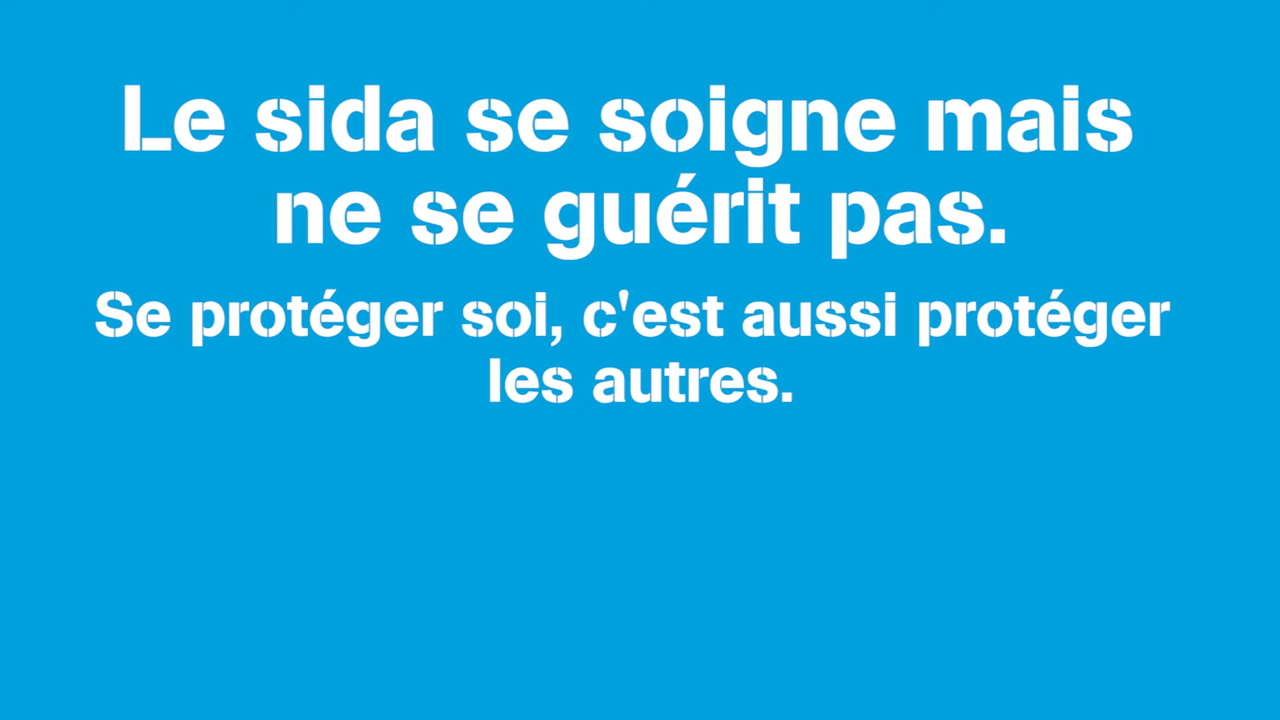 Le sida se soigne mais
ne se guérit pas.
Se protéger soi, c'est aussi protéger
les autres.